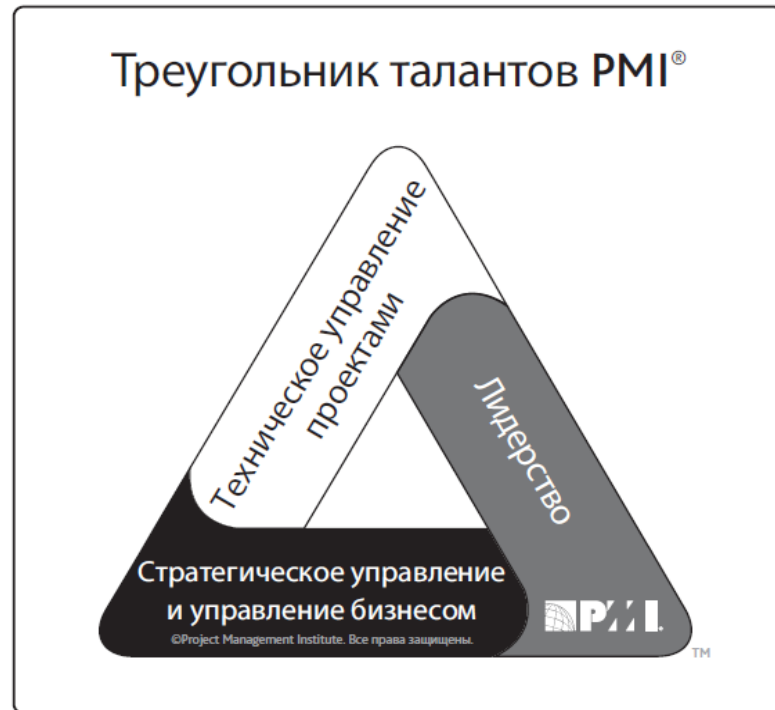 Треугольник талантов PMI®
Техническое управление
проектами
Лидерство
Стратегическое управление
и управление бизнесом
©Project Management Institute. Все права защищены.
PMI.
TM